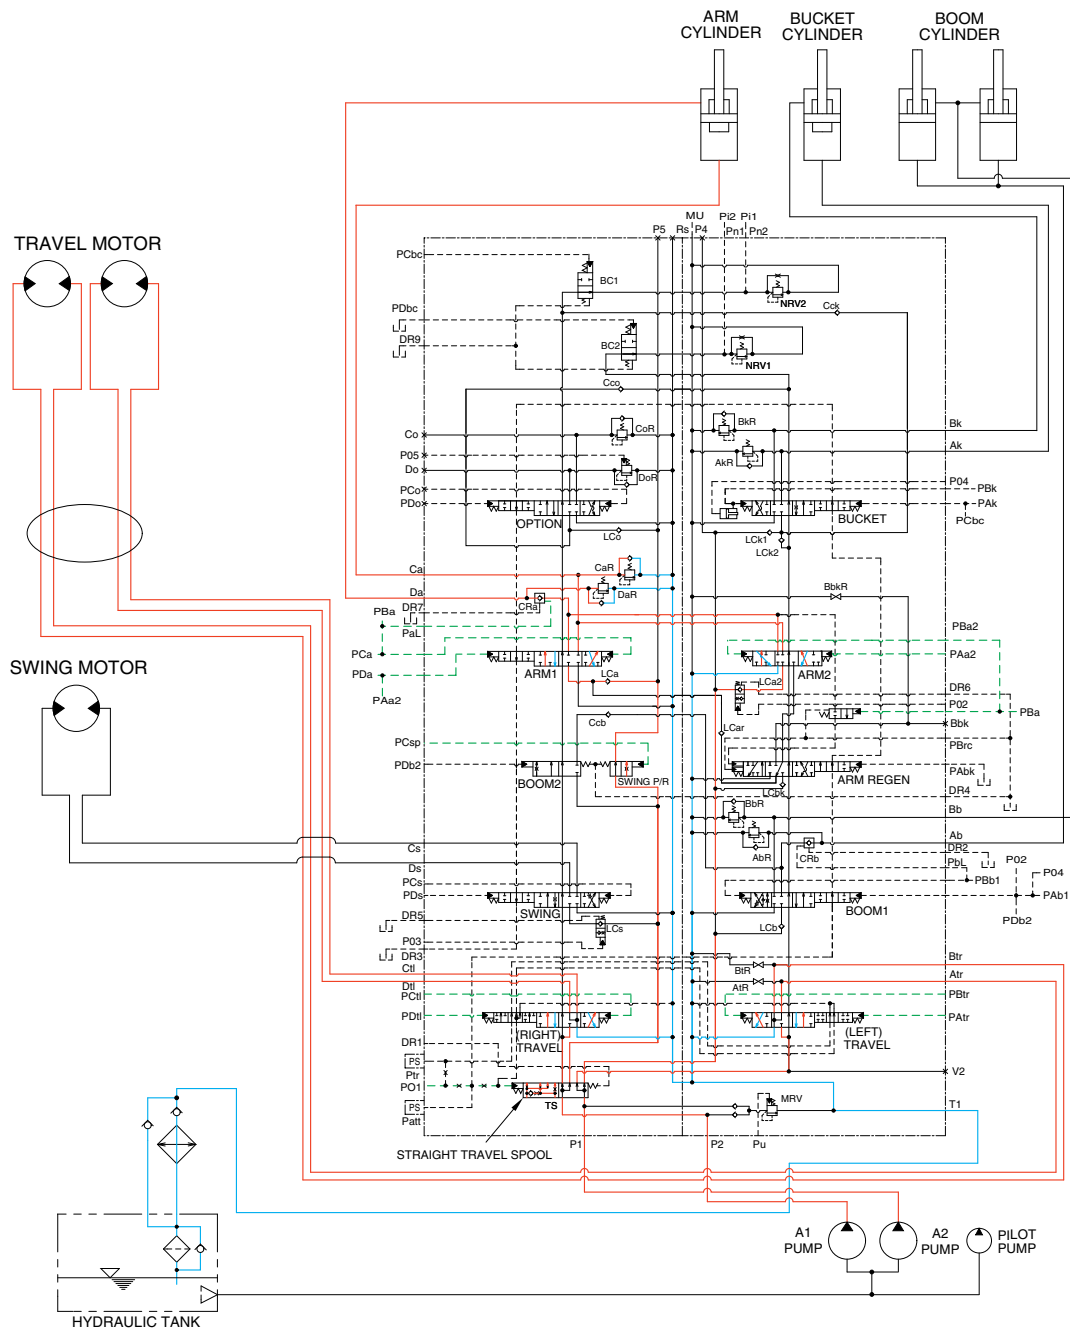 ARM
CYLINDER
BUCKET
CYLINDER
BOOM
CYLINDER
TRAVEL MOTOR
SWING MOTOR
MU
Pi2
Pi1
P5
Rs
P4
Pn1
Pn2
PCbc
BC1
NRV2
Cck
PDbc
DR9
BC2
NRV1
Cco
Co
CoR
BkR
Bk
P05
AkR
Ak
Do
DoR
PCo
P04
PBk
PDo
PAk
OPTION
BUCKET
PCbc
LCo
LCk1
LCk2
Ca
CaR
Da
DaR
BbkR
DR7
CRa
PBa
PaL
PBa2
PCa
PAa2
PDa
ARM1
LCa
LCa2
ARM2
PAa2
DR6
P02
PBa
Ccb
LCar
Bbk
PCsp
PBrc
PDb2
SWING P/R
BOOM2
ARM REGEN
PAbk
LCbk
DR4
BbR
Bb
AbR
Ab
CRb
DR2
Cs
Ds
PbL
P02
P04
PCs
PBb1
PDs
PAb1
SWING
BOOM1
DR5
LCs
PDb2
P03
LCb
DR3
Ctl
BtR
Btr
AtR
Atr
Dtl
PCtl
PBtr
PDtl
PAtr
(RIGHT)
TRAVEL
(LEFT)
TRAVEL
DR1
PS
Ptr
V2
PO1
TS
PS
MRV
T1
Patt
P1
P2
Pu
STRAIGHT TRAVEL SPOOL
A1
PUMP
A2
PUMP
PILOT
PUMP
HYDRAULIC TANK